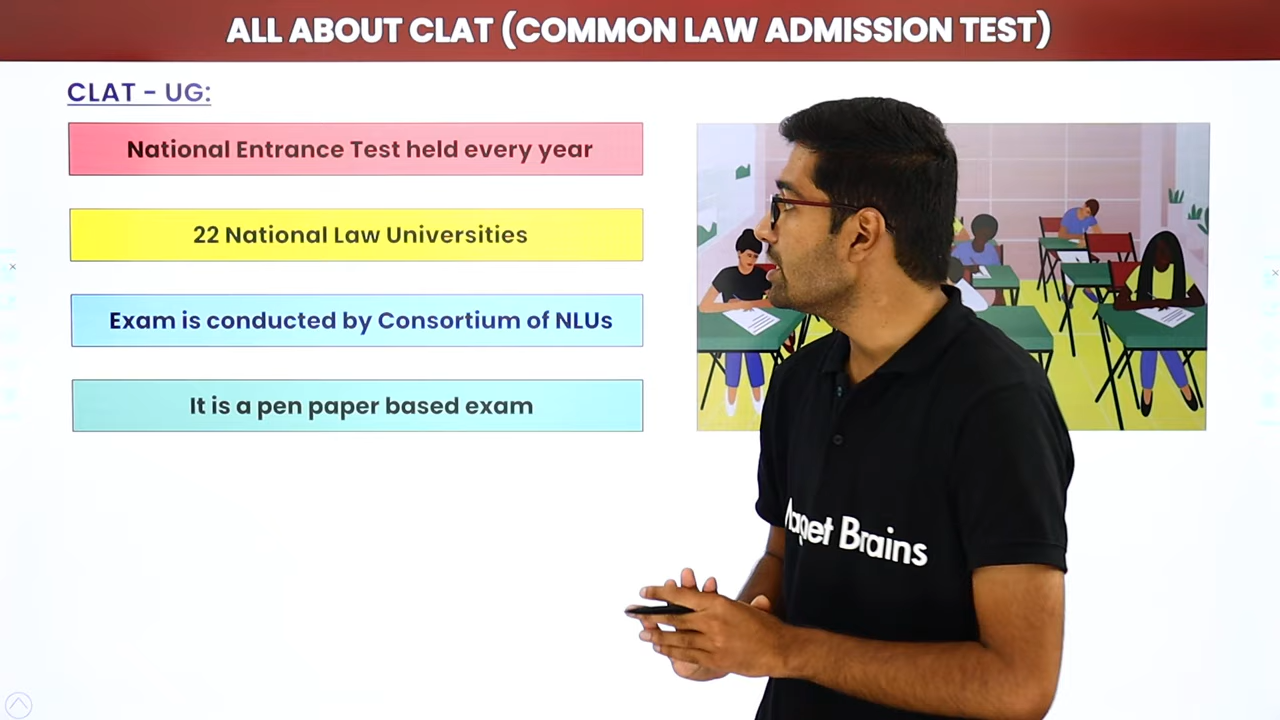 ALL ABOUT CLAT (COMMON LAW ADMISSION TEST)
CLAT - UG:
National Entrance Test held every year
22 National Law Universities
Exam is conducted by Consortium of NLUs
It is a pen paper based exam
Brains